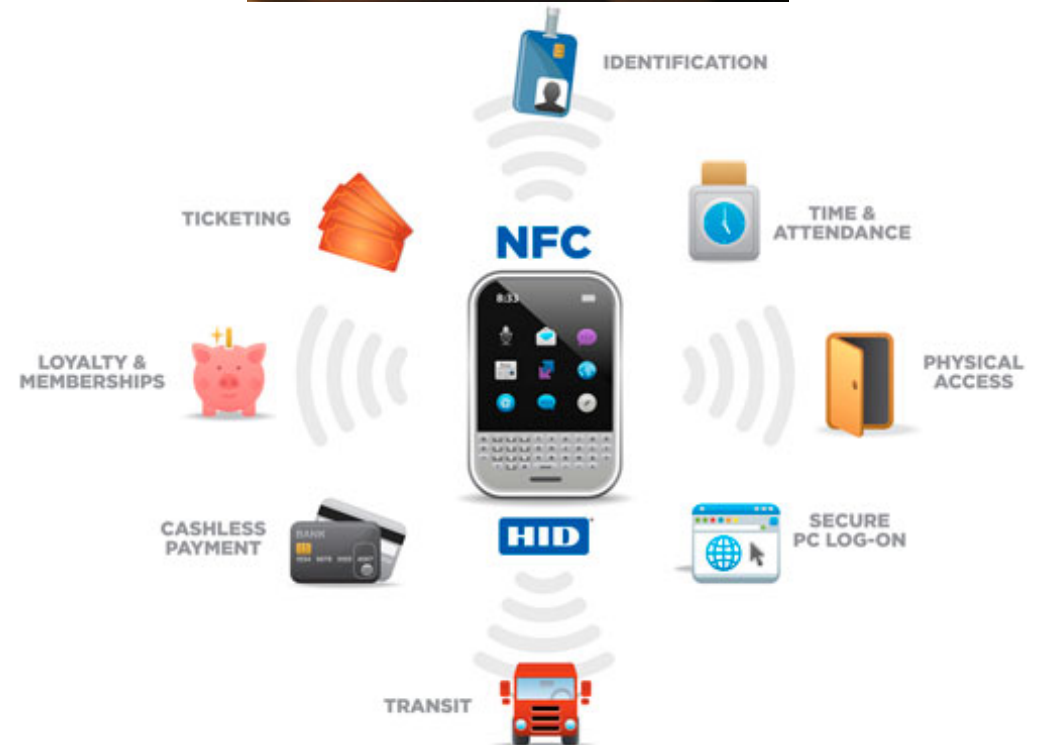 IDENTIFICATION
TICKETING
TIME &
ATTENDANCE
NFC
8:33
LOYALTY &
MEMBERSHIPS
PHYSICAL
ACCESS
CASHLESS
PAYMENT
BANK
HID
SECURE
PC LOG-ON
TRANSIT